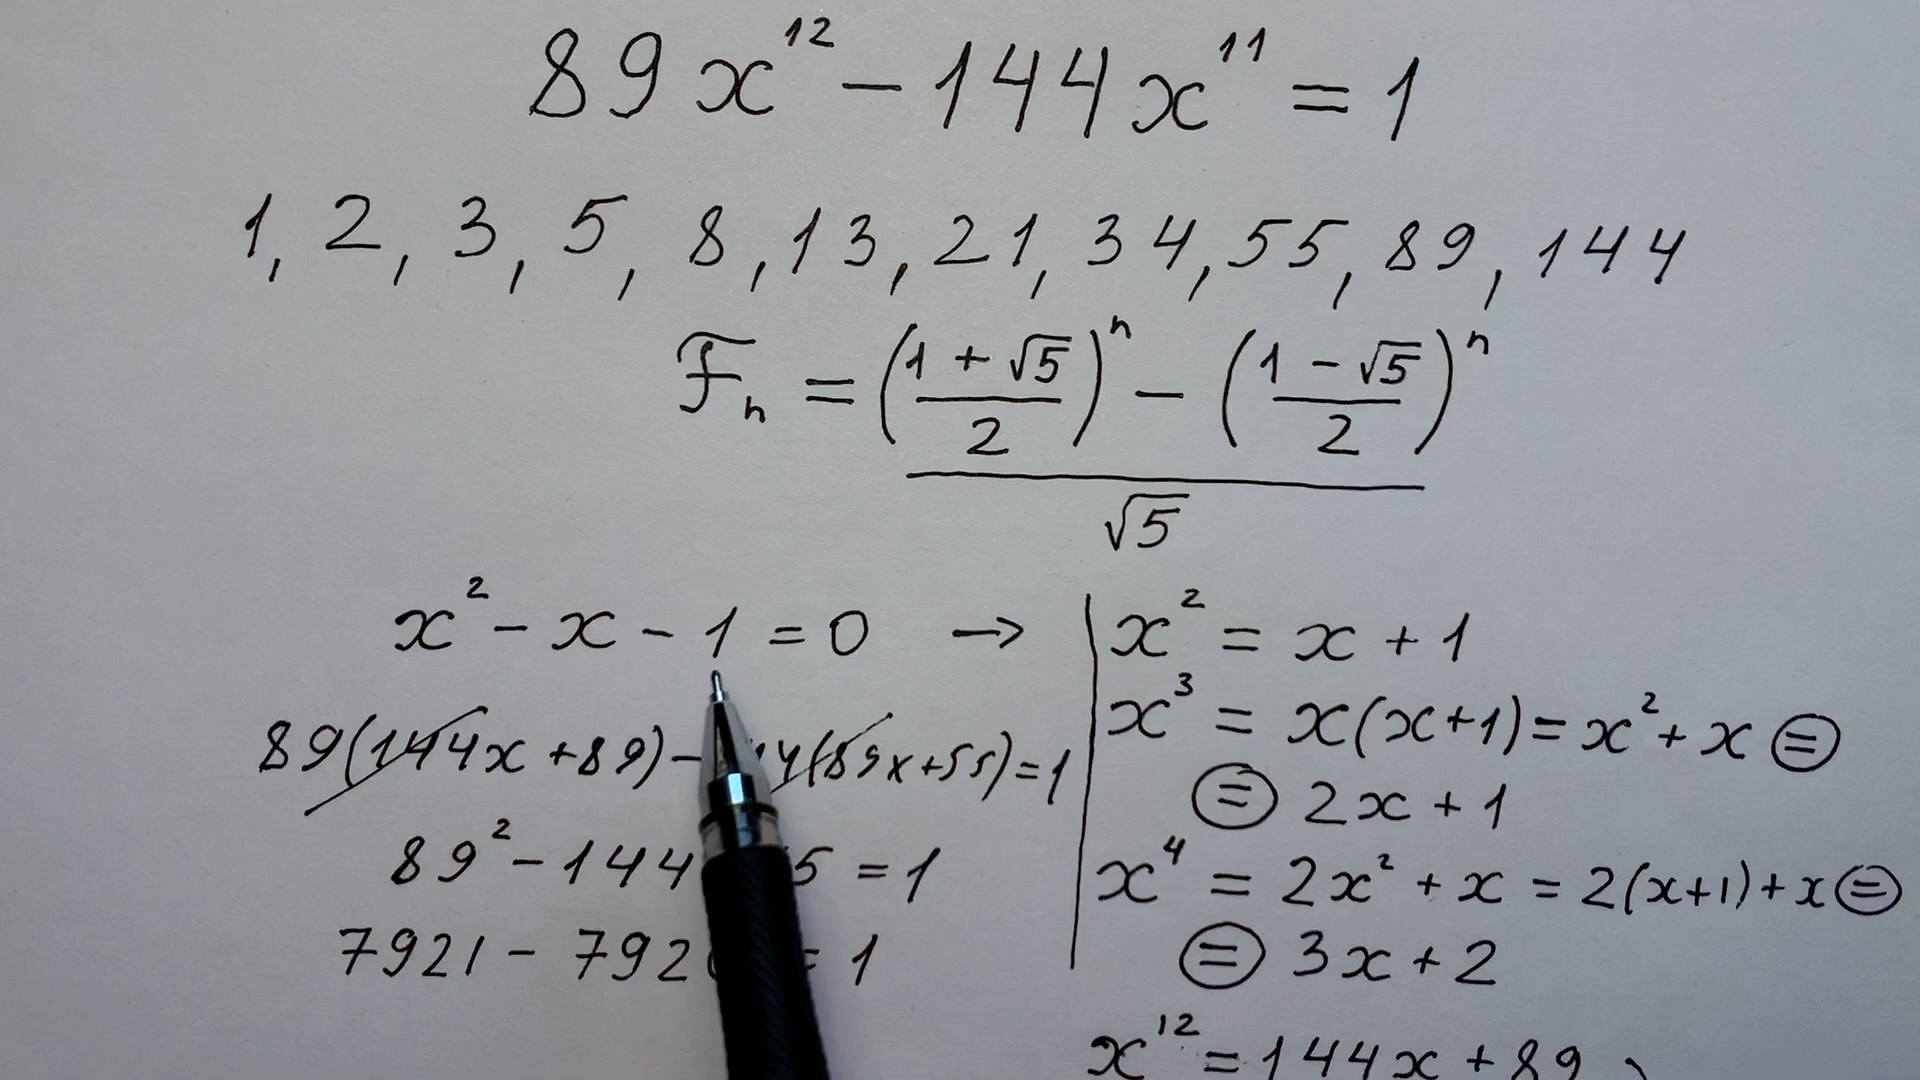 89x¹² − 144x¹¹ = 1
1, 2, 3, 5, 8, 13, 21, 34, 55, 89, 144
Fₙ = (((1 + √5)/2)ⁿ − ((1 − √5)/2)ⁿ)/√5
x² − x − 1 = 0 →
89(144x + 89) − 4(89x + 55) = 1
89² − 144 5 = 1
7921 − 792 = 1
x² = x + 1
x³ = x(x + 1) = x² + x ⊜
⊜ 2x + 1
x⁴ = 2x² + x = 2(x+1) + x ⊜
⊜ 3x + 2
x¹² = 144x + 89